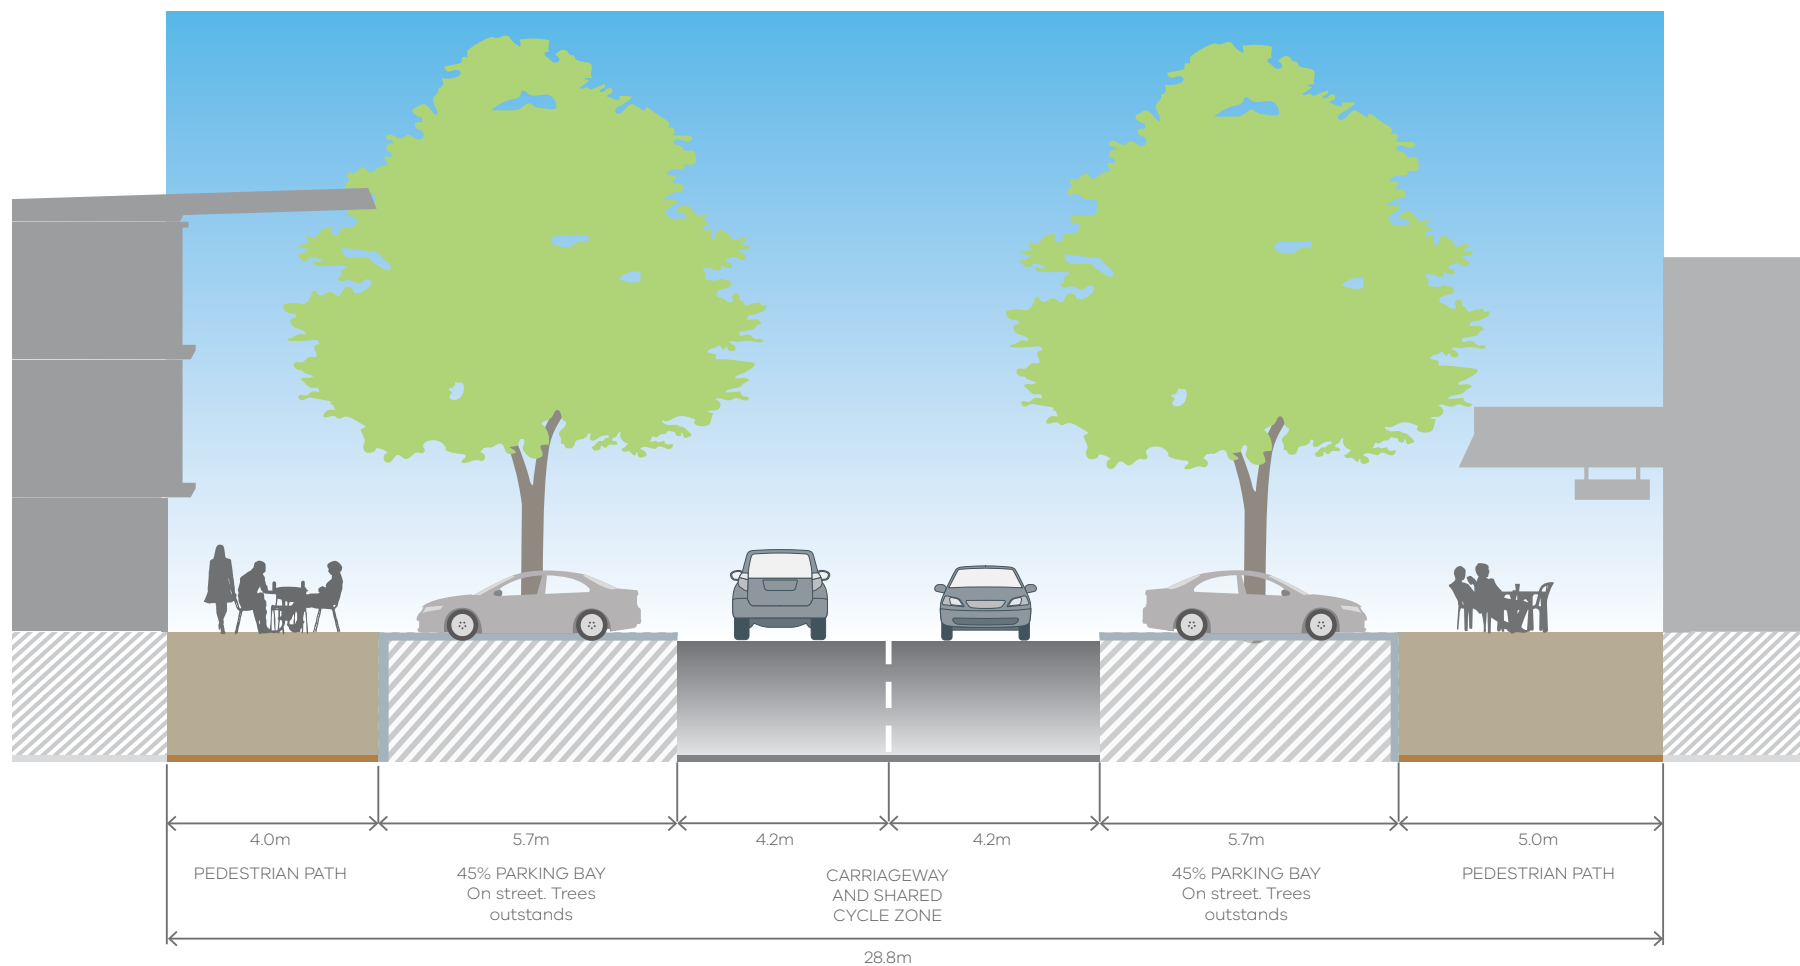 4.0m
5.7m
4.2m
4.2m
5.7m
5.0m
PEDESTRIAN PATH
45% PARKING BAY
On street. Trees
outstands
CARRIAGEWAY
AND SHARED
CYCLE ZONE
45% PARKING BAY
On street. Trees
outstands
PEDESTRIAN PATH
28.8m